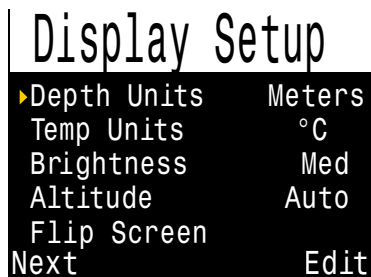 Display Setup
Depth Units Meters
Temp Units °C
Brightness Med
Altitude Auto
Flip Screen
Next Edit